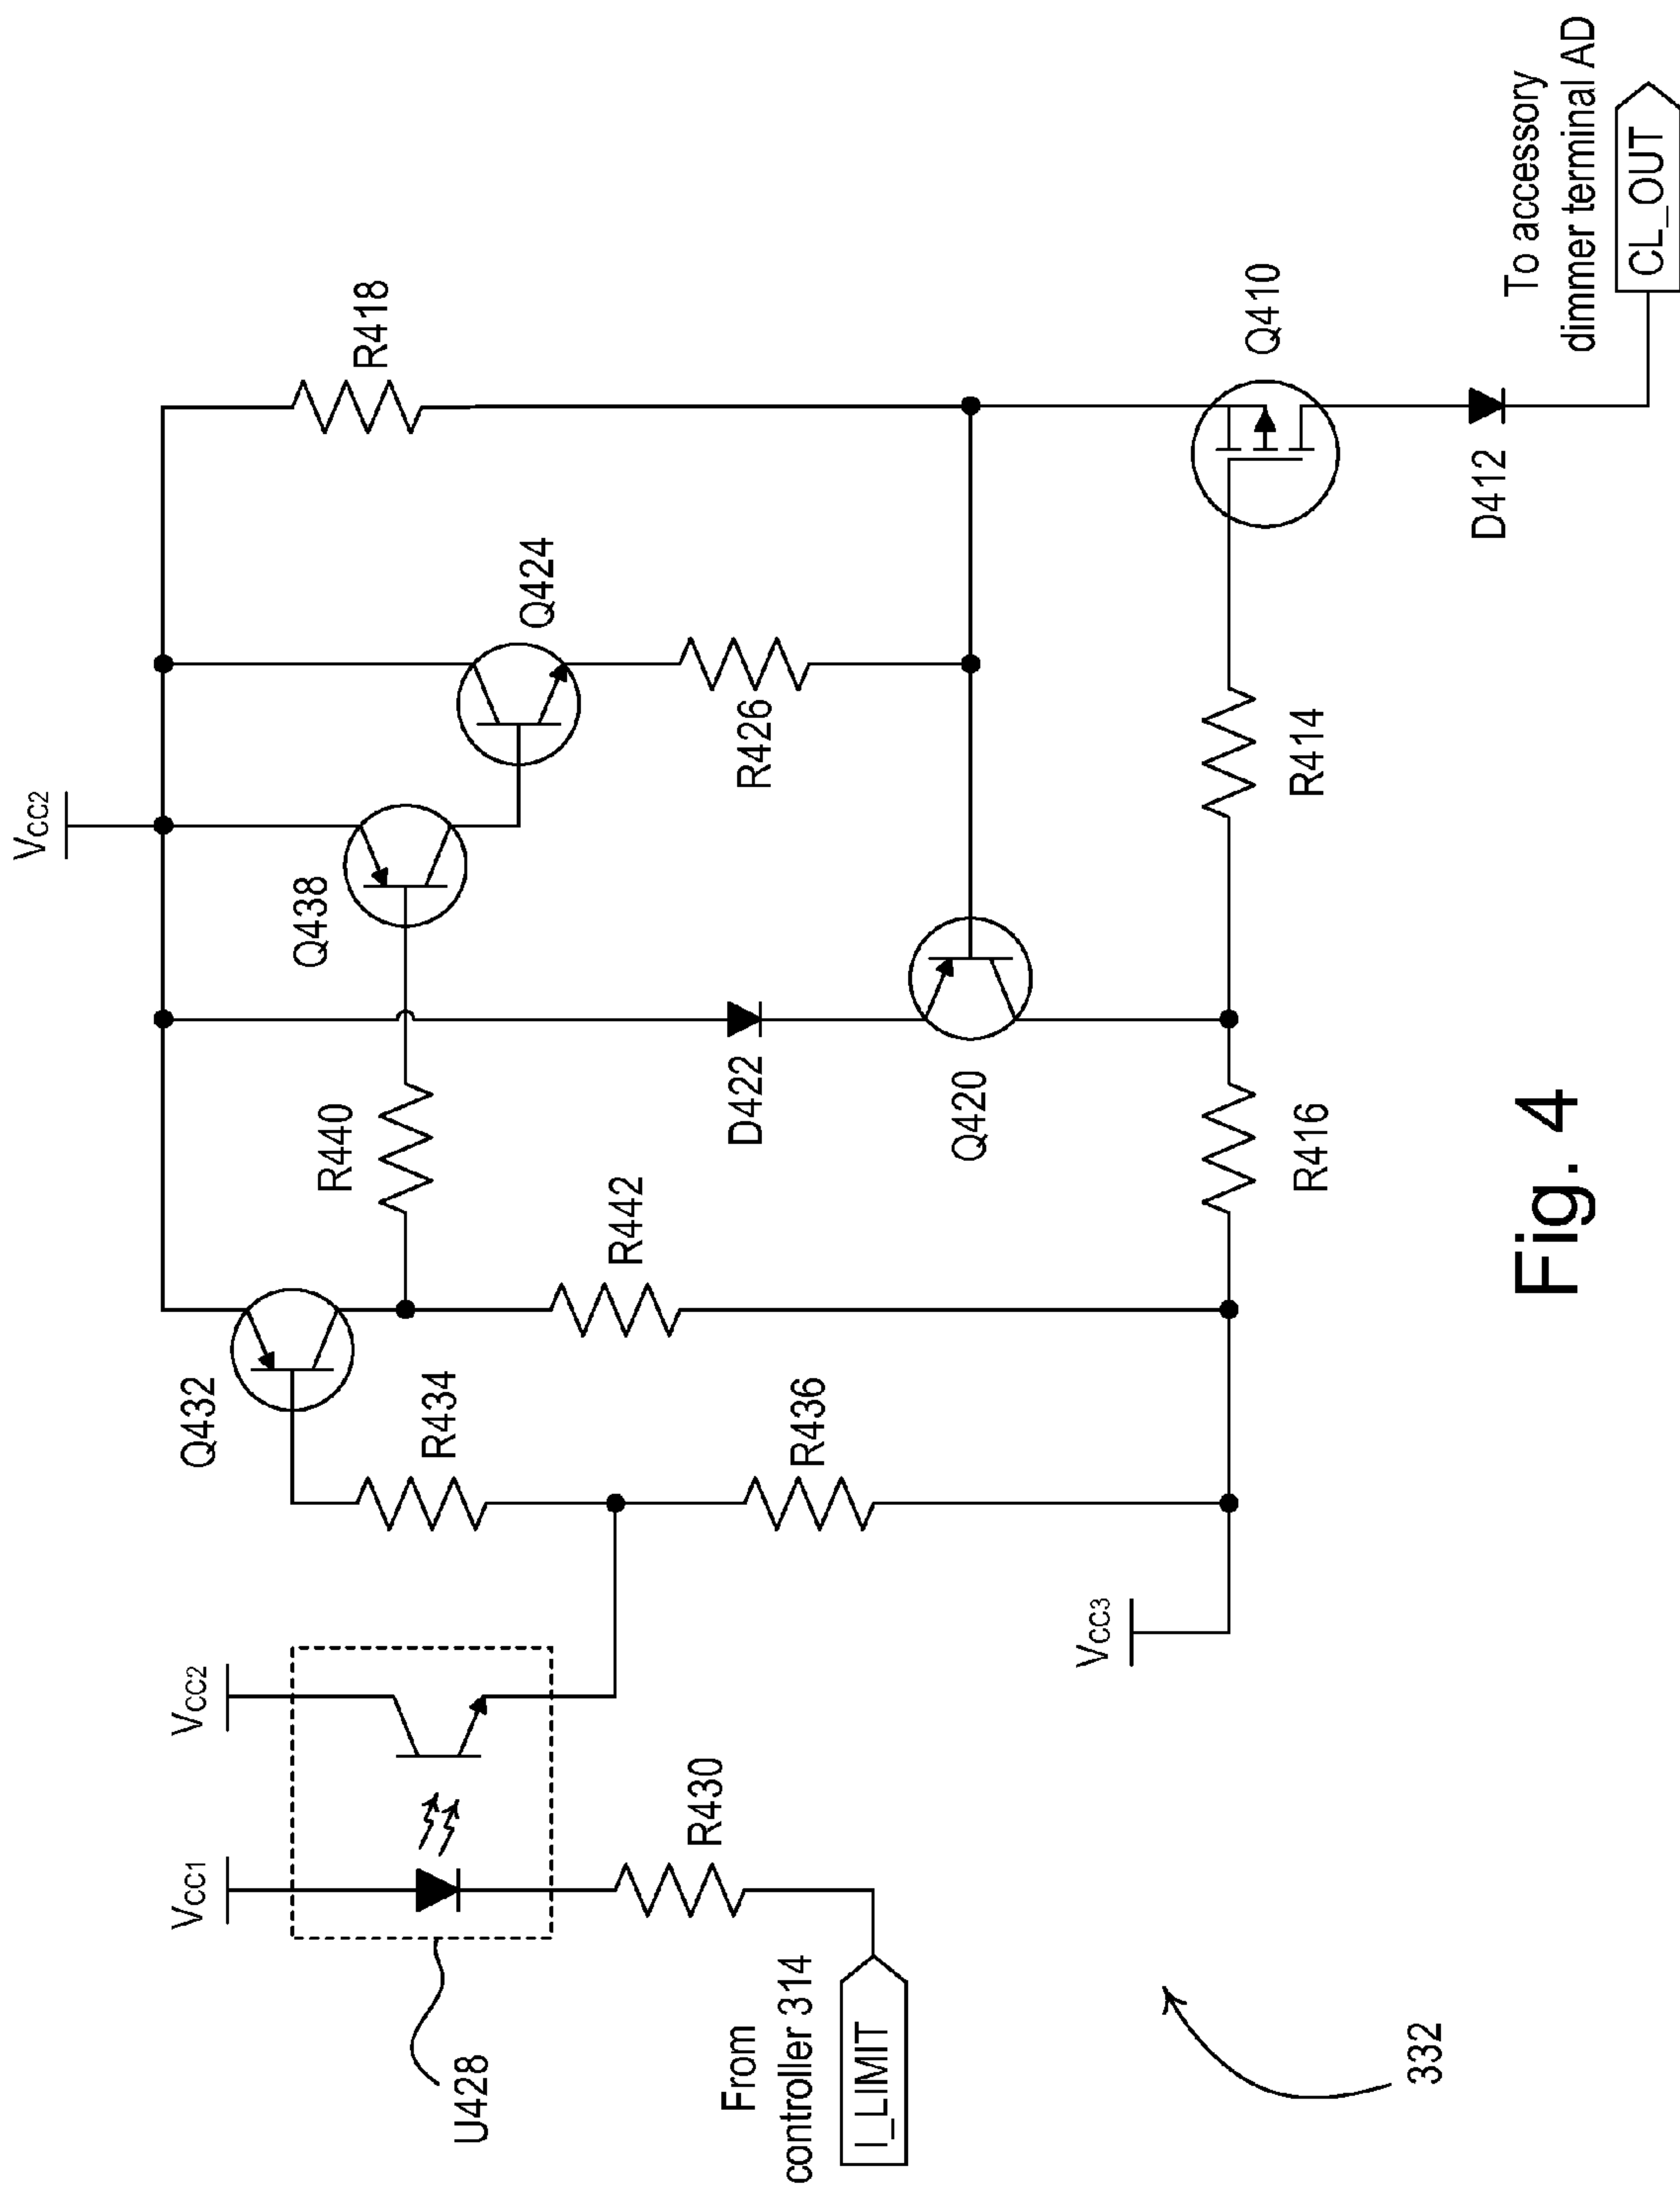 VCC2
R418
Q424
Q438
R426
R440
D422
Q420
R442
Q432
R434
R436
R414
R416
Q410
D412
To accessory
dimmer terminal AD
CL_OUT
VCC1
VCC2
VCC3
U428
R430
From
controller 314
I_LIMIT
332
Fig. 4